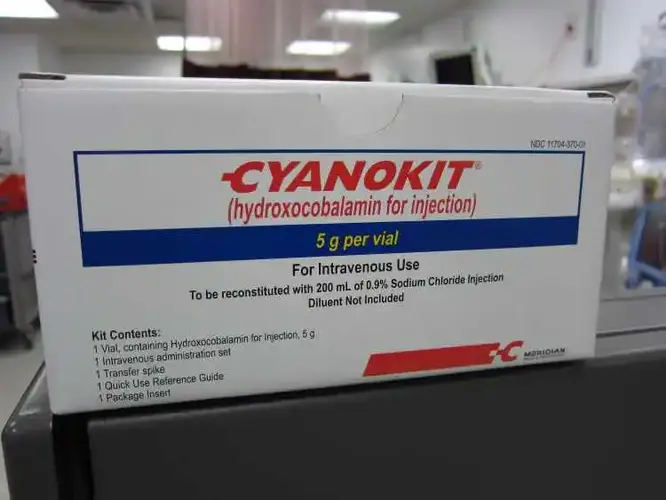 NDC 11704-370-01
CYANOKIT®
(hydroxocobalamin for injection)
5 g per vial
For Intravenous Use
To be reconstituted with 200 mL of 0.9% Sodium Chloride Injection
Diluent Not Included
Kit Contents:
1 Vial, containing Hydroxocobalamin for Injection, 5 g
1 Intravenous administration set
1 Transfer spike
1 Quick Use Reference Guide
1 Package Insert
MERIDIAN